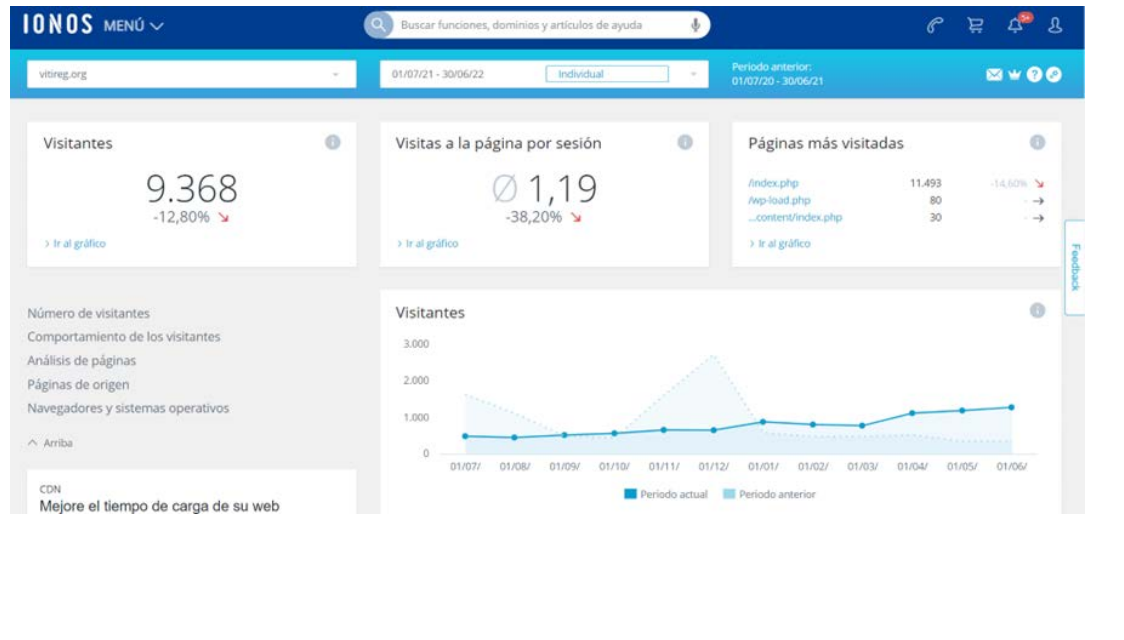 IONOS MENÚ
Buscar funciones, dominios y artículos de ayuda
5+
vitireg.org
01/07/21 - 30/06/22 Individual
Periodo anterior:
01/07/20 - 30/06/21
Visitantes
9.368
-12,80%
› Ir al gráfico
Visitas a la página por sesión
Ø 1,19
-38,20%
› Ir al gráfico
Páginas más visitadas
/index.php 11.493 -14,60%
/wp-load.php 80 -
...content/index.php 30 -
› Ir al gráfico
Feedback
Número de visitantes
Comportamiento de los visitantes
Análisis de páginas
Páginas de origen
Navegadores y sistemas operativos
Arriba
CDN
Mejore el tiempo de carga de su web
Visitantes
3.000
2.000
1.000
0
01/07/ 01/08/ 01/09/ 01/10/ 01/11/ 01/12/ 01/01/ 01/02/ 01/03/ 01/04/ 01/05/ 01/06/
Periodo actual Periodo anterior